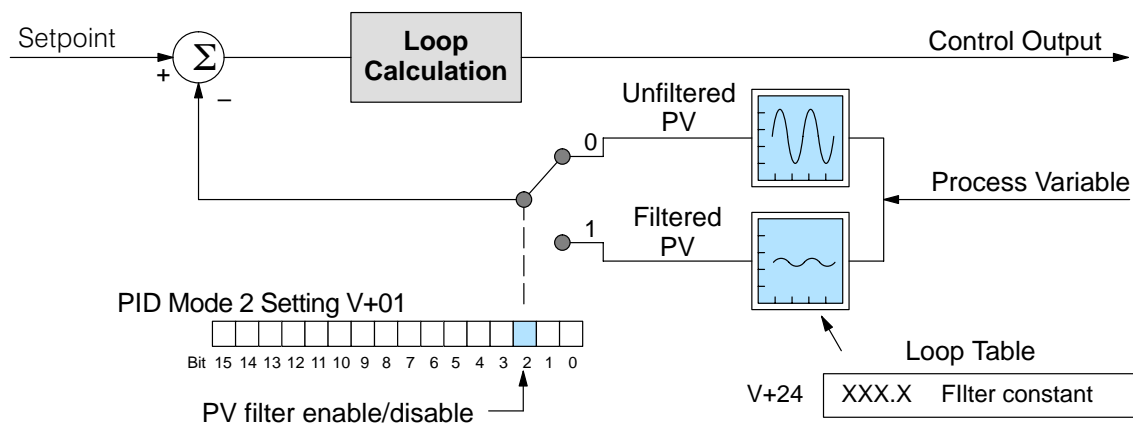 Setpoint
+
Σ
−
Loop
Calculation
Control Output
Unfiltered
PV
0
Process Variable
1
Filtered
PV
PID Mode 2 Setting V+01
Bit 15 14 13 12 11 10 9 8 7 6 5 4 3 2 1 0
PV filter enable/disable
Loop Table
V+24 XXX.X FIlter constant